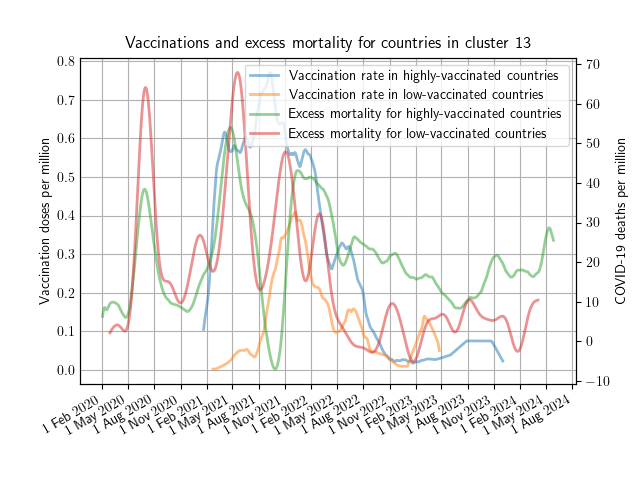 Vaccinations and excess mortality for countries in cluster 13
Vaccination rate in highly-vaccinated countries
Vaccination rate in low-vaccinated countries
Excess mortality for highly-vaccinated countries
Excess mortality for low-vaccinated countries
Vaccination doses per million
0.8
0.7
0.6
0.5
0.4
0.3
0.2
0.1
0.0
COVID-19 deaths per million
70
60
50
40
30
20
10
0
−10
1 Feb 2020
1 May 2020
1 Aug 2020
1 Nov 2020
1 Feb 2021
1 May 2021
1 Aug 2021
1 Nov 2021
1 Feb 2022
1 May 2022
1 Aug 2022
1 Nov 2022
1 Feb 2023
1 May 2023
1 Aug 2023
1 Nov 2023
1 Feb 2024
1 May 2024
1 Aug 2024